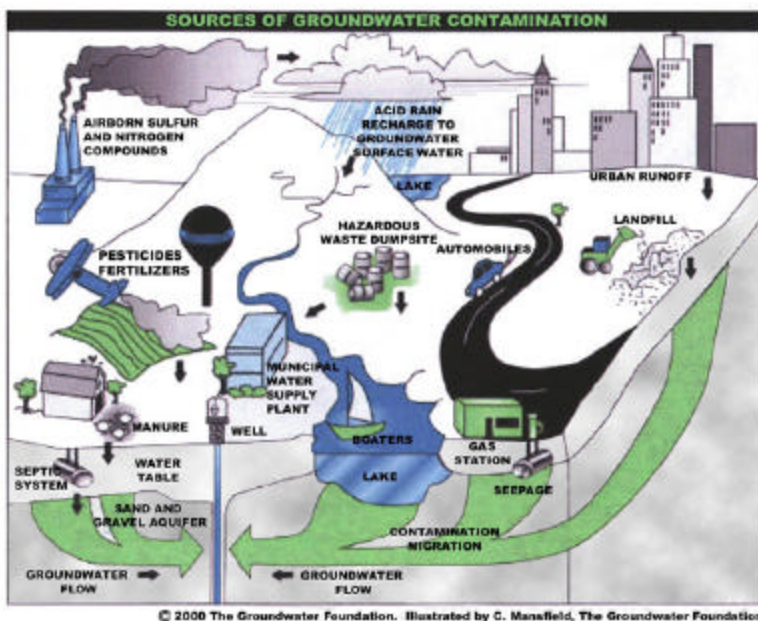 SOURCES OF GROUNDWATER CONTAMINATION
AIRBORN SULFUR
AND NITROGEN
COMPOUNDS
ACID RAIN
RECHARGE TO
GROUNDWATER
SURFACE WATER
LAKE
URBAN RUNOFF
PESTICIDES
FERTILIZERS
HAZARDOUS
WASTE DUMPSITE
AUTOMOBILES
LANDFILL
MUNICIPAL
WATER
SUPPLY
PLANT
MANURE
WELL
BOATERS
GAS
STATION
SEPTIC
SYSTEM
WATER
TABLE
LAKE
SEEPAGE
SAND AND
GRAVEL AQUIFER
CONTAMINATION
MIGRATION
GROUNDWATER
FLOW
GROUNDWATER
FLOW
© 2000 The Groundwater Foundation. Illustrated by C. Mansfield, The Groundwater Foundation